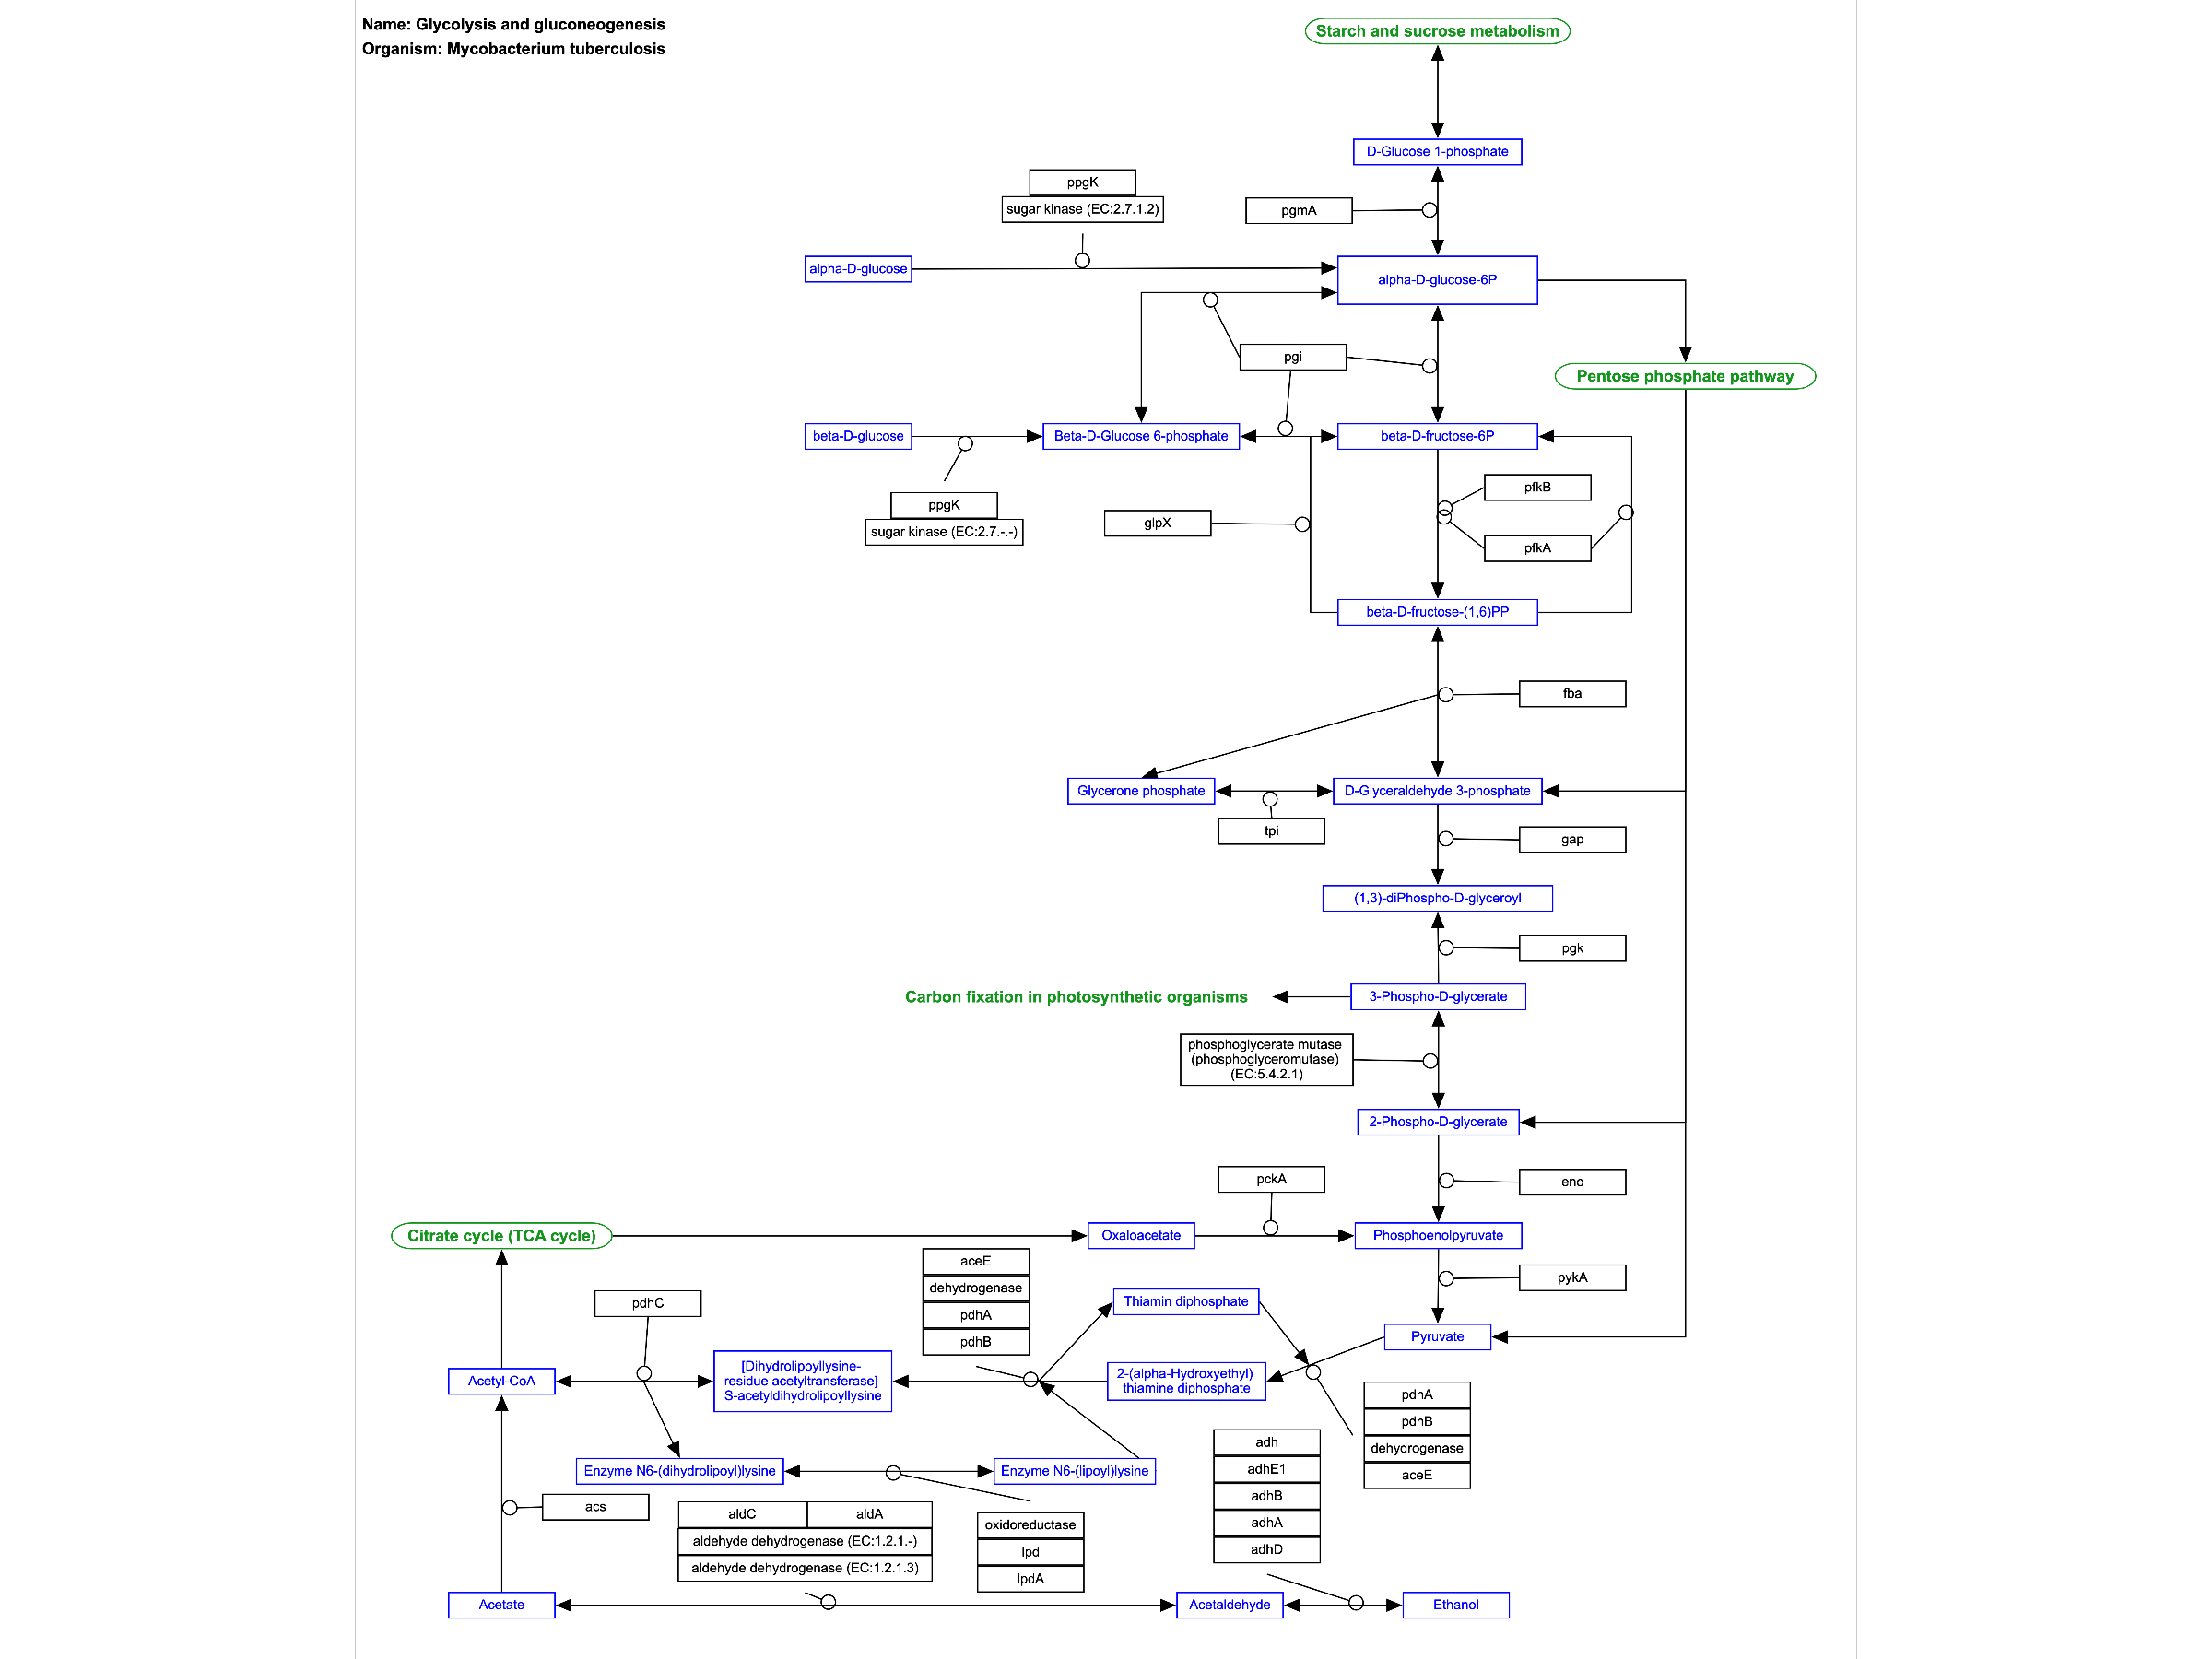 Name: Glycolysis and gluconeogenesis
Organism: Mycobacterium tuberculosis
Starch and sucrose metabolism
D-Glucose 1-phosphate
ppgK
sugar kinase (EC:2.7.1.2)
pgmA
alpha-D-glucose
alpha-D-glucose-6P
pgi
Pentose phosphate pathway
beta-D-glucose
Beta-D-Glucose 6-phosphate
beta-D-fructose-6P
ppgK
sugar kinase (EC:2.7.-.-)
glpX
pfkB
pfkA
beta-D-fructose-(1,6)PP
fba
Glycerone phosphate
D-Glyceraldehyde 3-phosphate
tpi
gap
(1,3)-diPhospho-D-glyceroyl
pgk
Carbon fixation in photosynthetic organisms
3-Phospho-D-glycerate
phosphoglycerate mutase
(phosphoglyceromutase)
(EC:5.4.2.1)
2-Phospho-D-glycerate
pckA
eno
Citrate cycle (TCA cycle)
Oxaloacetate
Phosphoenolpyruvate
aceE
dehydrogenase
pdhA
pdhB
pykA
pdhC
Thiamin diphosphate
Pyruvate
Acetyl-CoA
[Dihydrolipoyllysine-
residue acetyltransferase]
S-acetyldihydrolipoyllysine
2-(alpha-Hydroxyethyl)
thiamine diphosphate
pdhA
pdhB
dehydrogenase
aceE
Enzyme N6-(dihydrolipoyl)lysine
Enzyme N6-(lipoyl)lysine
adh
adhE1
adhB
adhA
adhD
acs
aldC
aldA
aldehyde dehydrogenase (EC:1.2.1.-)
aldehyde dehydrogenase (EC:1.2.1.3)
oxidoreductase
lpd
lpdA
Acetate
Acetaldehyde
Ethanol